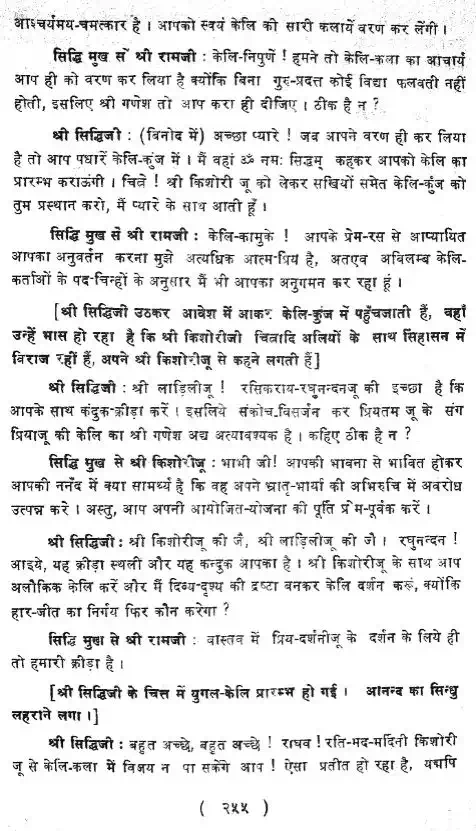 आश्चर्यमय-चमत्कार है । आपको स्वयं केलि की सारी कलायें वरण कर लेंगी ।
सिद्धि मुख से श्री रामजी : केलि-निपुणे ! हमने तो केलि-कला का आचार्य
आप ही को वरण कर लिया है क्योंकि बिना गुरु-प्रदत्त कोई विद्या फलवती नहीं
होती, इसलिए श्री गणेश तो आप करा ही दीजिए । ठीक है न ?
श्री सिद्धिजी : (विनोद में) अच्छा प्यारे ! जब आपने वरण ही कर लिया
है तो आप पधारें केलि-कुंज में । मैं वहां ॐ नमः सिद्धम् कहकर आपको केलि का
प्रारम्भ कराऊंगी । चित्रे ! श्री किशोरी जू को लेकर सखियों समेत केलि-कुंज को
तुम प्रस्थान करो, मैं प्यारे के साथ आती हूँ ।
सिद्धि मुख से श्री रामजी : केलि-कामुके ! आपके प्रेम-रस से आप्यायित
आपका अनुवर्तन करना मुझे अत्यधिक आत्म-प्रिय है, अतएव अविलम्ब केलि-
कर्ताओं के पद-चिन्हों के अनुसार मैं भी आपका अनुगमन कर रहा हूं ।
[श्री सिद्धिजी उठकर आवेश में आकर केलि-कुंज में पहुँचजाती हैं, वहां
उन्हें भास हो रहा है कि श्री किशोरीजी चित्रादि अलियों के साथ सिंहासन में
विराज रहीं हैं, अपने श्री किशोरीजू से कहने लगती हैं]
श्री सिद्धिजी : श्री लाड़िलीजू ! रसिकराय-रघुनन्दनजू की इच्छा है कि
आपके साथ कंदुक-क्रीड़ा करें । इसलिये संकोच-विसर्जन कर प्रियतम जू के संग
प्रियाजू की केलि का श्री गणेश अद्य अत्यावश्यक है । कहिए ठीक है न ?
सिद्धि मुख से श्री किशोरीजू : भाभी जी! आपकी भावना से भावित होकर
आपकी ननँद में क्या सामर्थ्य है कि वह अपने भ्रातृ-भार्या की अभिरुचि में अवरोध
उत्पन्न करे । अस्तु, आप अपनी आयोजित-योजना की पूर्ति प्रेम-पूर्वक करें ।
श्री सिद्धिजी : श्री किशोरीजू की जै, श्री लाड़िलीजू की जै । रघुनन्दन !
आइये, यह क्रीड़ा स्थली और यह कन्दुक आपका है । श्री किशोरीजू के साथ आप
अलौकिक केलि करें और मैं दिव्य-दृश्य की द्रष्टा बनकर केलि दर्शन करूं, क्योंकि
हार-जीत का निर्णय फिर कौन करेगा ?
सिद्धि मुख से श्री रामजी : वास्तव में प्रिय-दर्शनीजू के दर्शन के लिये ही
तो हमारी क्रीड़ा है ।
[श्री सिद्धिजी के चित्त में युगल-केलि प्रारम्भ हो गई । आनन्द का सिन्धु
लहराने लगा ।]
श्री सिद्धिजी : बहुत अच्छे, बहुत अच्छे ! राघव ! रति-मद-मर्दिनी किशोरी
जू से केलि-कला में विजय न पा सकेंगे आप ! ऐसा प्रतीत हो रहा है, यद्यपि
( २५५ )